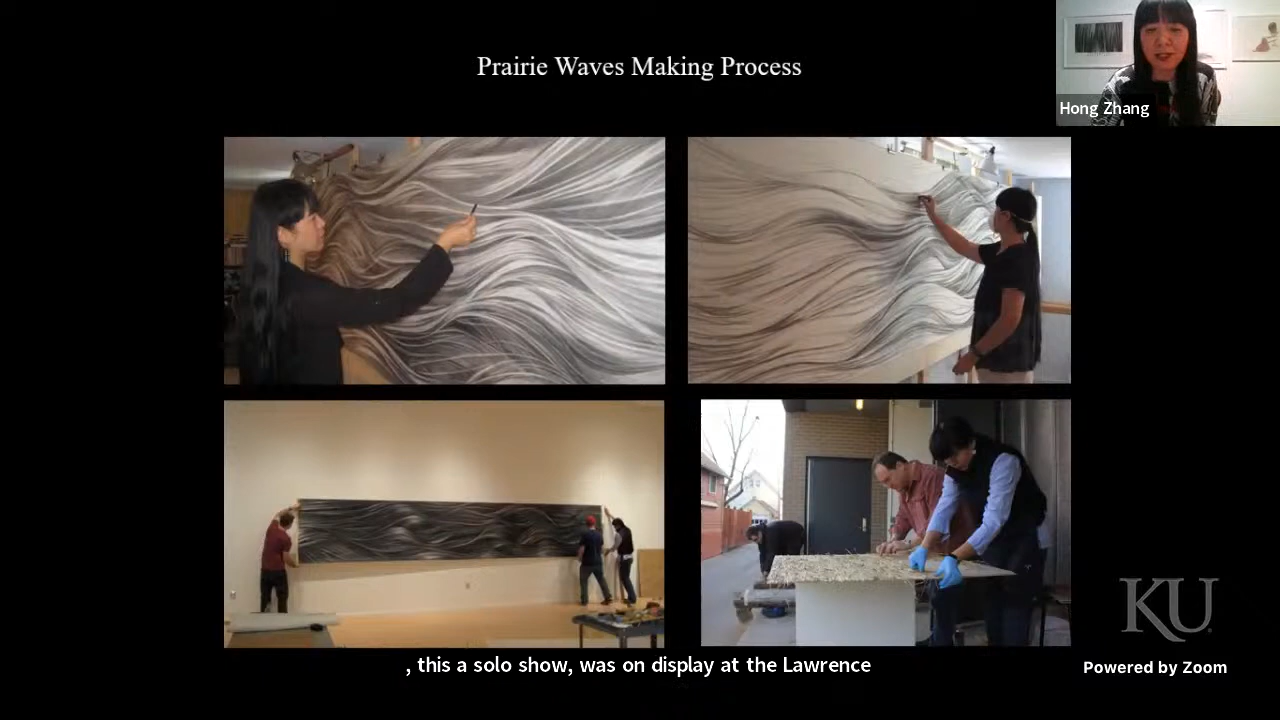 Prairie Waves Making Process
Hong Zhang
KU
, this a solo show, was on display at the Lawrence
Powered by Zoom